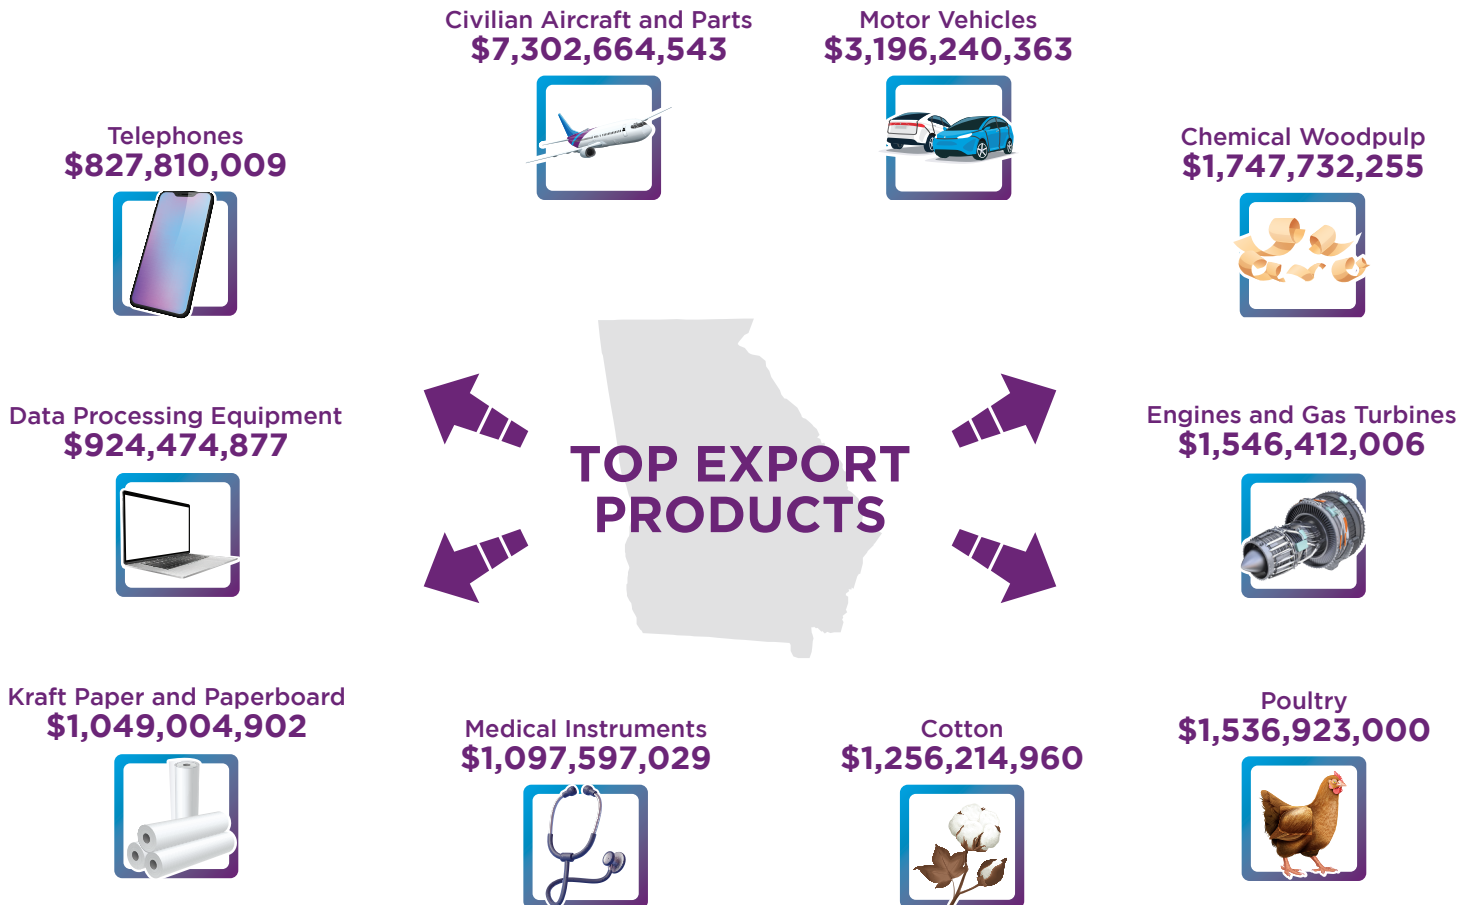 Civilian Aircraft and Parts
$7,302,664,543
Motor Vehicles
$3,196,240,363
Telephones
$827,810,009
Chemical Woodpulp
$1,747,732,255
Data Processing Equipment
$924,474,877
TOP EXPORT
PRODUCTS
Engines and Gas Turbines
$1,546,412,006
Kraft Paper and Paperboard
$1,049,004,902
Medical Instruments
$1,097,597,029
Cotton
$1,256,214,960
Poultry
$1,536,923,000